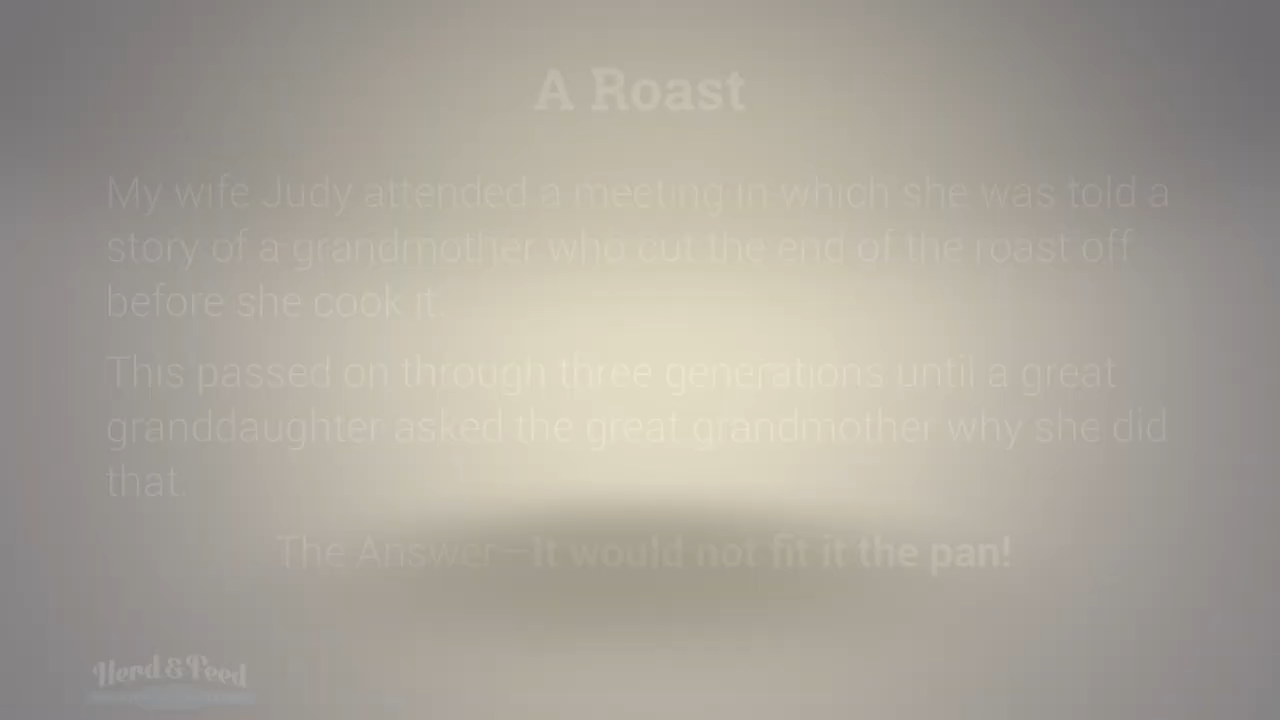 A Roast
My wife Judy attended a meeting in which she was told a
story of a grandmother who cut the end of the roast off
before she cook it.
This passed on through three generations until a great
granddaughter asked the great grandmother why she did
that.
The Answer—it would not fit it the pan!
Herd & Feed